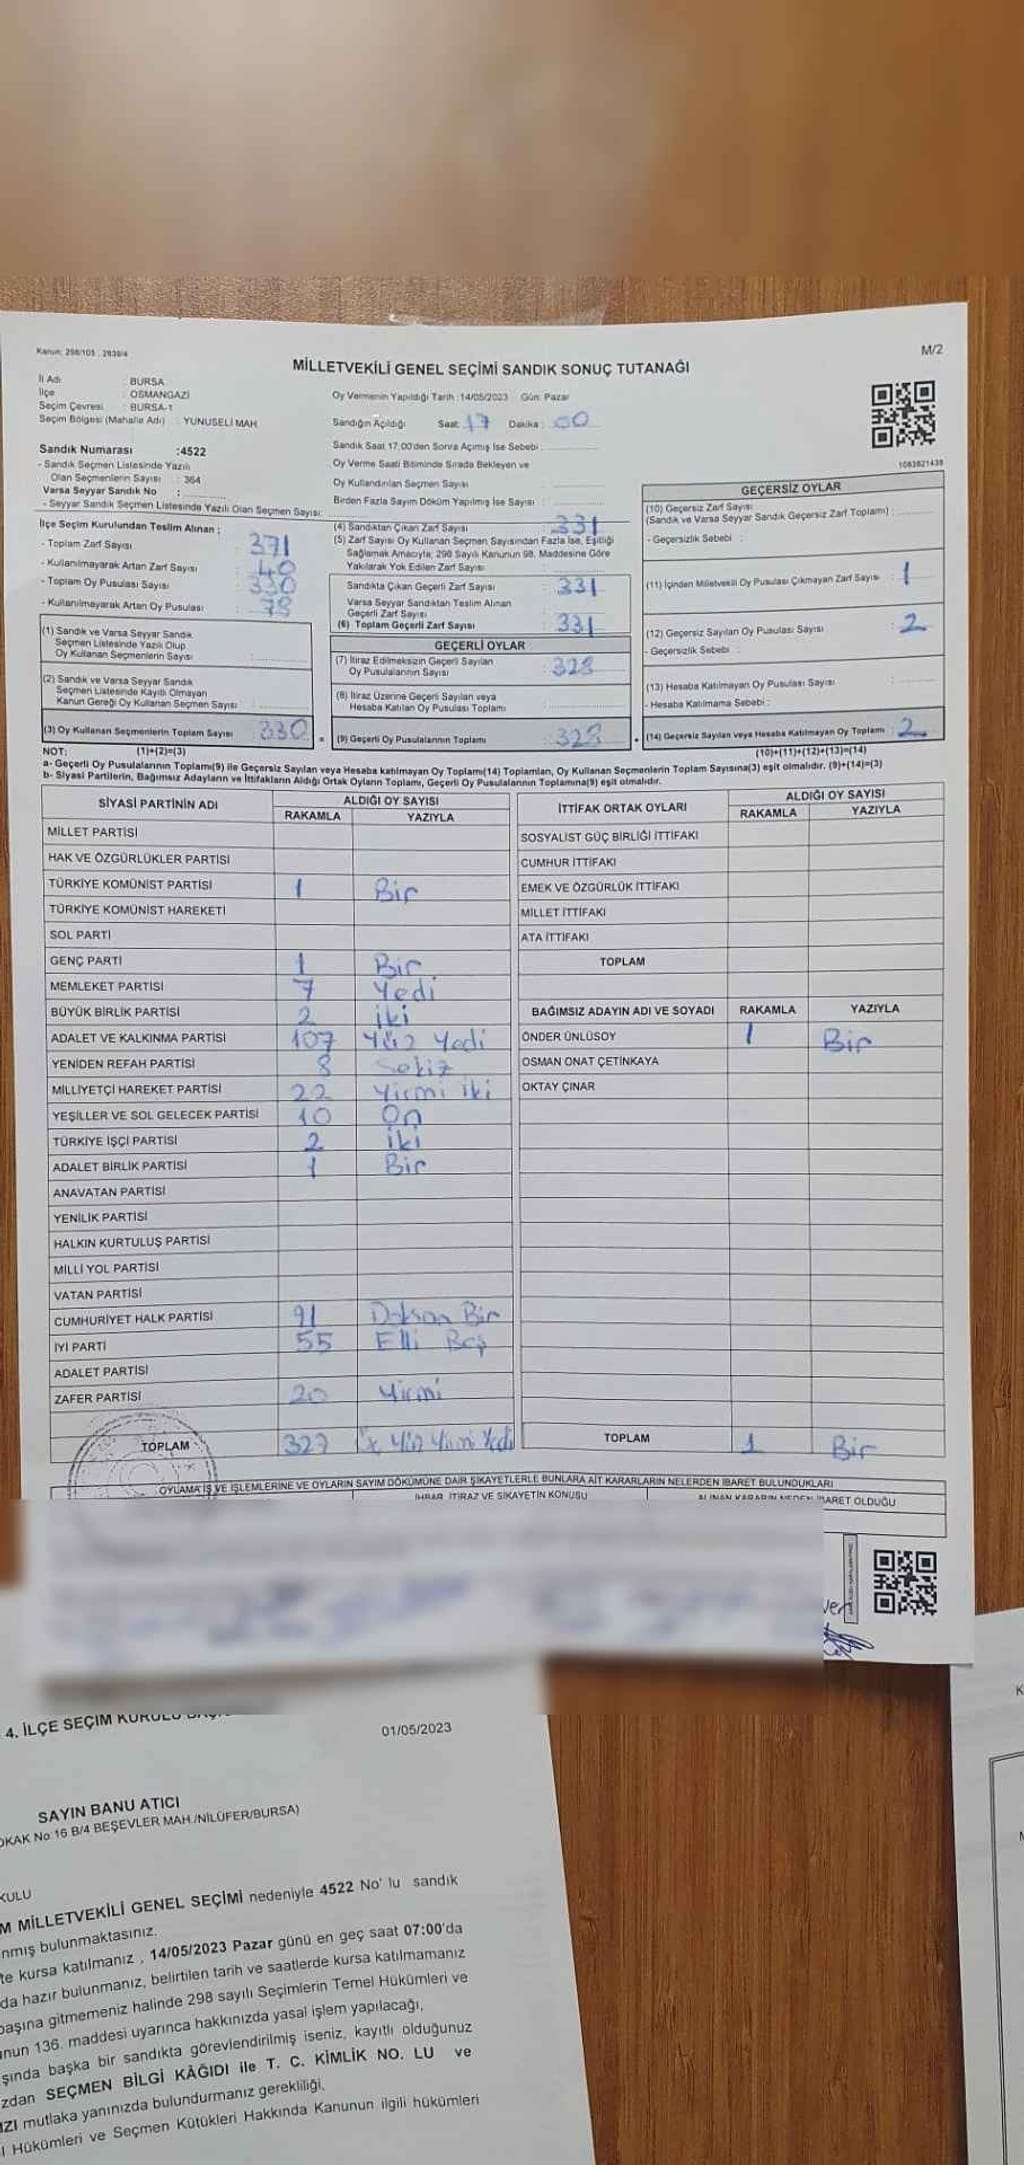 Kanun: 298/105 : 2839/4
M/2
MİLLETVEKİLİ GENEL SEÇİMİ SANDIK SONUÇ TUTANAĞI
İl Adı : BURSA
İlçe : OSMANGAZİ
Seçim Çevresi : BURSA-1
Seçim Bölgesi (Mahalle Adı) : YUNUSELİ MAH.
Oy Vermenin Yapıldığı Tarih :14/05/2023 Gün: Pazar
Sandığın Açıldığı Saat: 17 Dakika : 00
Sandık Saat 17.00'den Sonra Açımış İse Sebebi :
Oy Verme Saati Bitiminde Sırada Bekleyen ve
Oy Kullandırılan Seçmen Sayısı :
Birden Fazla Sayım Döküm Yapılmış İse Sayısı :
1083821438
Sandık Numarası :4522
- Sandık Seçmen Listesinde Yazılı
Olan Seçmenlerin Sayısı : 364
Varsa Seyyar Sandık No :
- Seyyar Sandık Seçmen Listesinde Yazılı Olan Seçmen Sayısı:
İlçe Seçim Kurulundan Teslim Alınan ;
- Toplam Zarf Sayısı : 371
- Kullanılmayarak Artan Zarf Sayısı : 40
- Toplam Oy Pusulası Sayısı :
- Kullanılmayarak Artan Oy Pusulası :
(1) Sandık ve Varsa Seyyar Sandık
Seçmen Listesinde Yazılı Olup
Oy Kullanan Seçmenlerin Sayısı :
(2) Sandık ve Varsa Seyyar Sandık
Seçmen Listesinde Kayıtlı Olmayan
Kanun Gereği Oy Kullanan Seçmen Sayısı :
(3) Oy Kullanan Seçmenlerin Toplam Sayısı : 330
(4) Sandıktan Çıkan Zarf Sayısı : 331
(5) Zarf Sayısı Oy Kullanan Seçmen Sayısından Fazla İse, Eşitliği
Sağlamak Amacıyla; 298 Sayılı Kanunun 98. Maddesine Göre
Yakılarak Yok Edilen Zarf Sayısı :
Sandıkta Çıkan Geçerli Zarf Sayısı : 331
Varsa Seyyar Sandıktan Teslim Alınan
Geçerli Zarf Sayısı :
(6) Toplam Geçerli Zarf Sayısı : 331
GEÇERLİ OYLAR
(7) İtiraz Edilmeksizin Geçerli Sayılan
Oy Pusulalarının Sayısı : 328
(8) İtiraz Üzerine Geçerli Sayılan veya
Hesaba Katılan Oy Pusulası Toplamı :
= (9) Geçerli Oy Pusulalarının Toplamı : 328
GEÇERSİZ OYLAR
(10) Geçersiz Zarf Sayısı
(Sandık ve Varsa Seyyar Sandık Geçersiz Zarf Toplamı) :
- Geçersizlik Sebebi :
(11) İçinden Milletvekili Oy Pusulası Çıkmayan Zarf Sayısı : 1
(12) Geçersiz Sayılan Oy Pusulası Sayısı : 2
- Geçersizlik Sebebi :
(13) Hesaba Katılmayan Oy Pusulası Sayısı :
- Hesaba Katılmama Sebebi :
+ (14) Geçersiz Sayılan veya Hesaba Katılmayan Oy Toplamı : 2
NOT: (1)+(2)=(3)
(10)+(11)+(12)+(13)=(14)
a- Geçerli Oy Pusulalarının Toplamı(9) ile Geçersiz Sayılan veya Hesaba katılmayan Oy Toplamı(14) Toplamları, Oy Kullanan Seçmenlerin Toplam Sayısına(3) eşit olmalıdır. (9)+(14)=(3)
b- Siyasi Partilerin, Bağımsız Adayların ve İttifakların Aldığı Ortak Oyların Toplamı, Geçerli Oy Pusulalarının Toplamına(9) eşit olmalıdır.
SİYASİ PARTİNİN ADI ALDIĞI OY SAYISI
RAKAMLA YAZIYLA
MİLLET PARTİSİ
HAK VE ÖZGÜRLÜKLER PARTİSİ
TÜRKİYE KOMÜNİST PARTİSİ 1 Bir
TÜRKİYE KOMÜNİST HAREKETİ
SOL PARTİ
GENÇ PARTİ 1 Bir
MEMLEKET PARTİSİ 7 Yedi
BÜYÜK BİRLİK PARTİSİ 2 iki
ADALET VE KALKINMA PARTİSİ 107 Yüz Yedi
YENİDEN REFAH PARTİSİ 8 Sekiz
MİLLİYETÇİ HAREKET PARTİSİ 22 Yirmi iki
YEŞİLLER VE SOL GELECEK PARTİSİ 10 On
TÜRKİYE İŞÇİ PARTİSİ 2 iki
ADALET BİRLİK PARTİSİ 1 Bir
ANAVATAN PARTİSİ
YENİLİK PARTİSİ
HALKIN KURTULUŞ PARTİSİ
MİLLİ YOL PARTİSİ
VATAN PARTİSİ
CUMHURİYET HALK PARTİSİ 91 Doksan Bir
İYİ PARTİ 55 Elli Beş
ADALET PARTİSİ
ZAFER PARTİSİ 20 Yirmi
TOPLAM 327 Üç Yüz Yirmi Yedi
İTTİFAK ORTAK OYLARI ALDIĞI OY SAYISI
RAKAMLA YAZIYLA
SOSYALİST GÜÇ BİRLİĞİ İTTİFAKI
CUMHUR İTTİFAKI
EMEK VE ÖZGÜRLÜK İTTİFAKI
MİLLET İTTİFAKI
ATA İTTİFAKI
TOPLAM
BAĞIMSIZ ADAYIN ADI VE SOYADI RAKAMLA YAZIYLA
ÖNDER ÜNLÜSOY 1 Bir
OSMAN ONAT ÇETİNKAYA
OKTAY ÇINAR
TOPLAM 1 Bir
OYLAMA İŞ VE İŞLEMLERİNE VE OYLARIN SAYIM DÖKÜMÜNE DAİR ŞİKAYETLERLE BUNLARA AİT KARARLARIN NELERDEN İBARET BULUNDUKLARI
İHBAR, İTİRAZ VE ŞİKAYETİN KONUSU
ALINAN KARARIN NEDEN İBARET OLDUĞU
4. İLÇE SEÇİM KURULU
01/05/2023
SAYIN BANU ATICI
OKAK No:16 B/4 BEŞEVLER MAH./NİLÜFER/BURSA)
KULU
M MİLLETVEKİLİ GENEL SEÇİMİ nedeniyle 4522 No' lu sandık
nmış bulunmaktasınız.
te kursa katılmanız , 14/05/2023 Pazar günü en geç saat 07:00'da
da hazır bulunmanız, belirtilen tarih ve saatlerde kursa katılmamanız
başına gitmemeniz halinde 298 sayılı Seçimlerin Temel Hükümleri ve
nun 136. maddesi uyarınca hakkınızda yasal işlem yapılacağı,
şında başka bir sandıkta görevlendirilmiş iseniz, kayıtlı olduğunuz
zdan SEÇMEN BİLGİ KÂĞIDI ile T. C. KİMLİK NO. LU ve
IZI mutlaka yanınızda bulundurmanız gerekliliği,
l Hükümleri ve Seçmen Kütükleri Hakkında Kanunun ilgili hükümleri